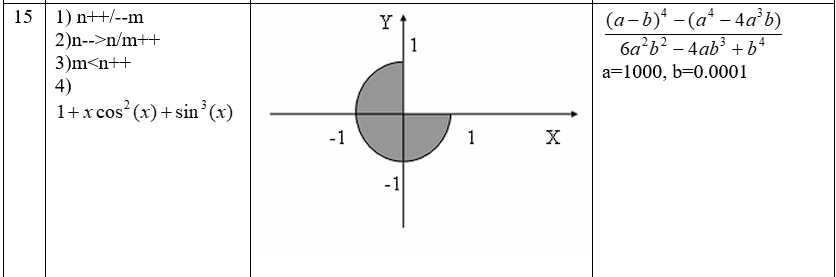 15
1) n++/--m
2)n-->n/m++
3)m<n++
4)
1+xcos²(x)+sin³(x)
Y
1
-1
1
X
-1
(a−b)⁴−(a⁴−4a³b)
6a²b²−4ab³+b⁴
a=1000, b=0.0001